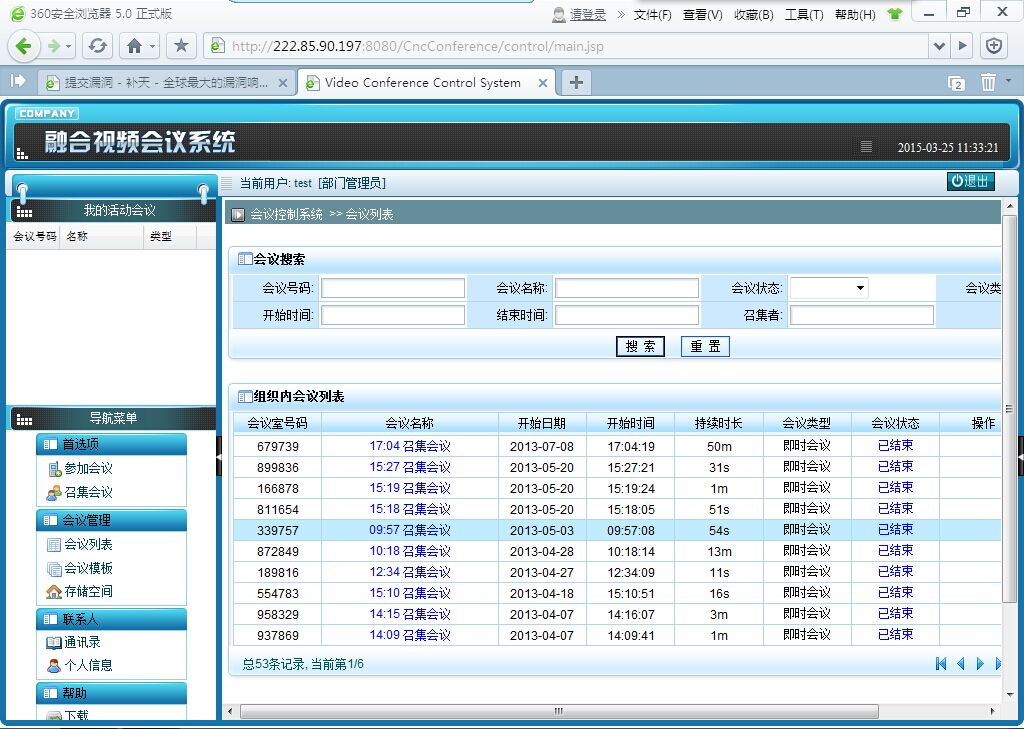 360安全浏览器 5.0 正式版
请登录 » 文件(F) 查看(V) 收藏(B) 工具(T) 帮助(H)
http://222.85.90.197:8080/CncConference/control/main.jsp
提交漏洞 - 补天 - 全球最大的漏洞响...
Video Conference Control System
2
COMPANY
融合视频会议系统
2015-03-25 11:33:21
当前用户: test [部门管理员]
退出
我的活动会议
会议号码 名称 类型
导航菜单
首选项
参加会议
召集会议
会议管理
会议列表
会议模板
存储空间
联系人
通讯录
个人信息
帮助
下载
会议控制系统 >> 会议列表
会议搜索
会议号码: 会议名称: 会议状态: 会议类
开始时间: 结束时间: 召集者:
搜 索 重 置
组织内会议列表
会议室号码 会议名称 开始日期 开始时间 持续时长 会议类型 会议状态 操作
679739 17:04 召集会议 2013-07-08 17:04:19 50m 即时会议 已结束
899836 15:27 召集会议 2013-05-20 15:27:21 31s 即时会议 已结束
166878 15:19 召集会议 2013-05-20 15:19:24 1m 即时会议 已结束
811654 15:18 召集会议 2013-05-20 15:18:05 51s 即时会议 已结束
339757 09:57 召集会议 2013-05-03 09:57:08 54s 即时会议 已结束
872849 10:18 召集会议 2013-04-28 10:18:14 13m 即时会议 已结束
189816 12:34 召集会议 2013-04-27 12:34:09 11s 即时会议 已结束
554783 15:10 召集会议 2013-04-18 15:10:51 16s 即时会议 已结束
958329 14:15 召集会议 2013-04-07 14:16:07 3m 即时会议 已结束
937869 14:09 召集会议 2013-04-07 14:09:41 1m 即时会议 已结束
总53条记录, 当前第1/6